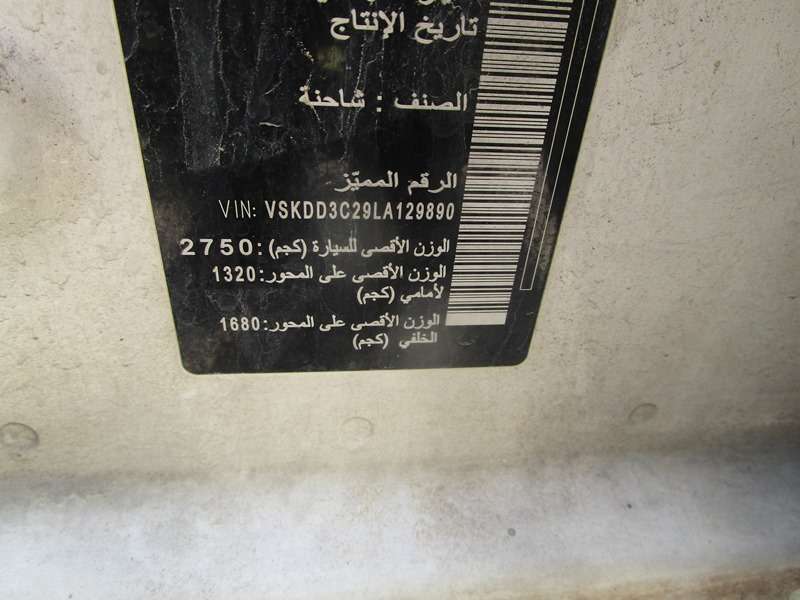 تاريخ الإنتاج
الصنف : شاحنة
الرقم المميّز
VIN: VSKDD3C29LA129890
الوزن الأقصى للسيارة (كجم): 2750
الوزن الأقصى على المحور: 1320
لأمامي (كجم)
الوزن الأقصى على المحور: 1680
الخلفي (كجم)